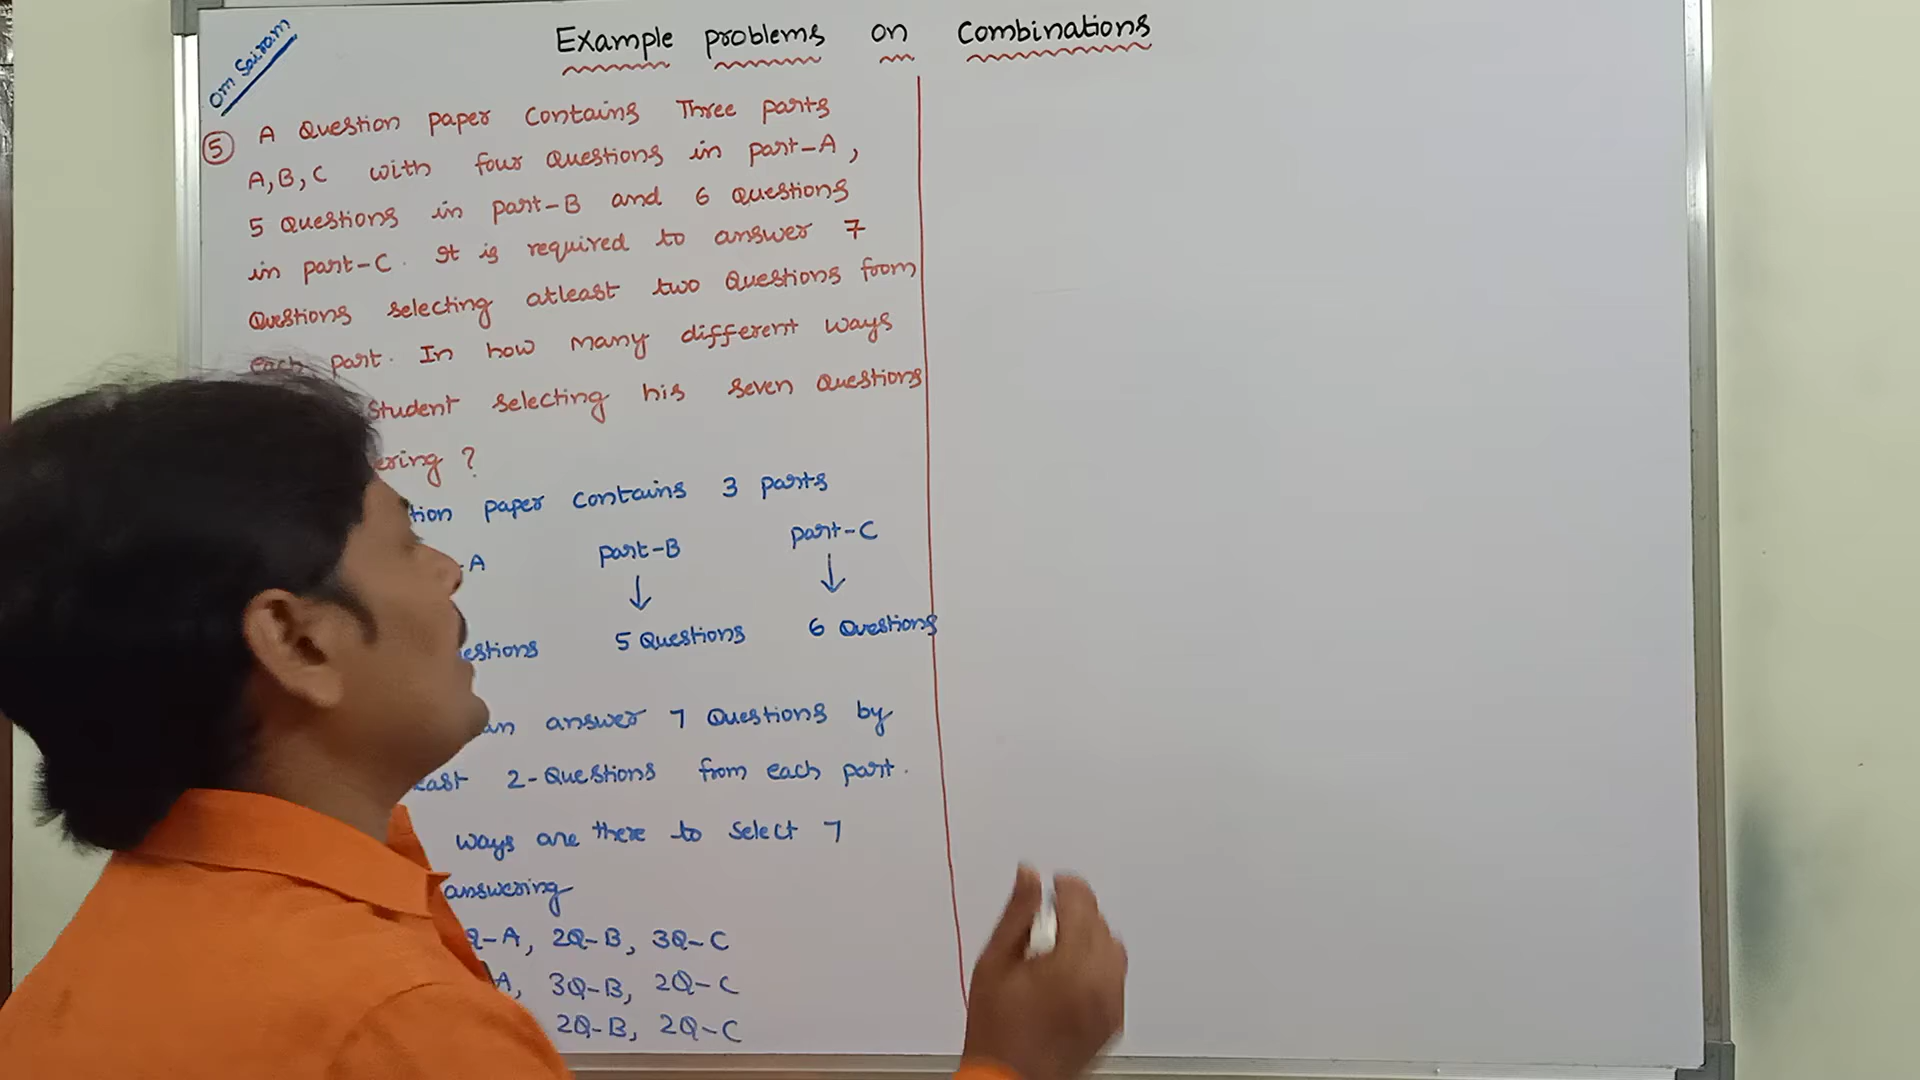 Om Sairam
Example problems on Combinations
5 A Question paper Contains Three parts
A, B, C with four Questions in part-A,
5 Questions in part-B and 6 Questions
in part-C. It is required to answer 7
Questions selecting atleast two Questions from
each part. In how many different ways
Student selecting his seven Questions
ering ?
tion paper Contains 3 parts
-A part-B part-C
↓ ↓
estions 5 Questions 6 Questions
an answer 7 Questions by
east 2-Questions from each part.
ways are there to select 7
answering
Q-A, 2Q-B, 3Q-C
A, 3Q-B, 2Q-C
2Q-B, 2Q-C